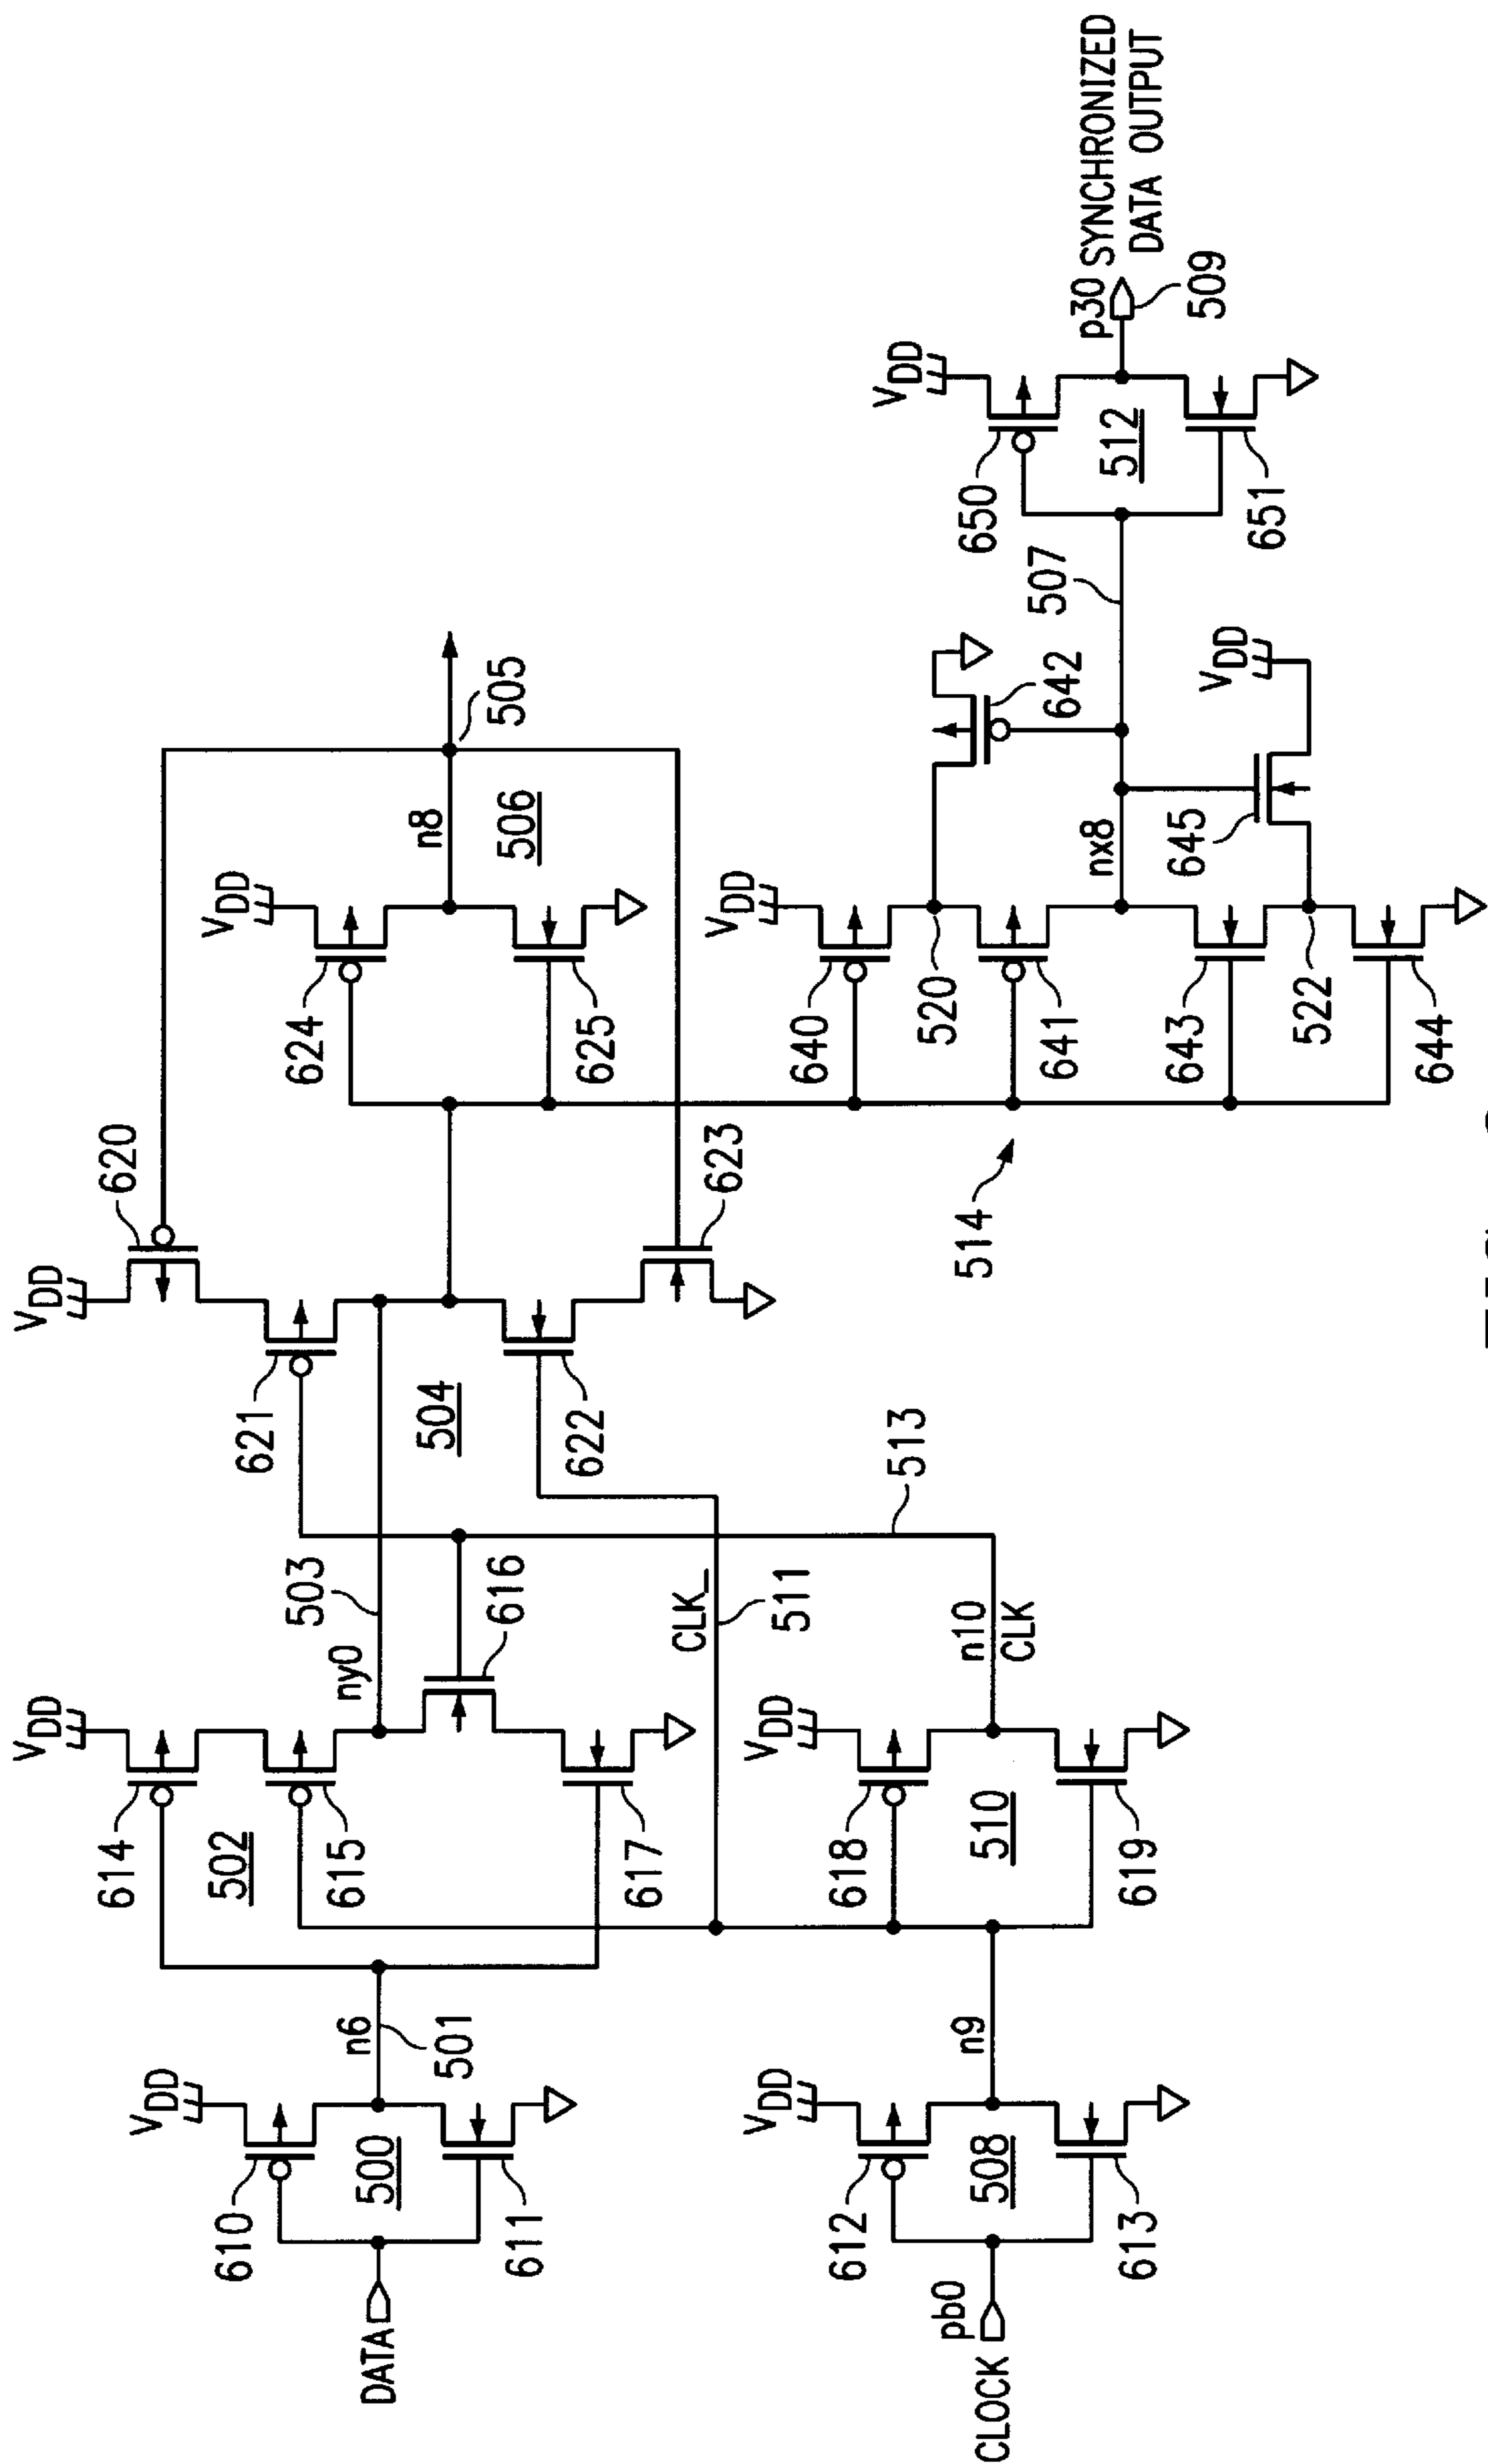 DATA
610
611
500
VDD
n6
501
CLOCK
pb0
612
613
508
VDD
n9
614
502
615
617
VDD
ny0
503
616
CLK_
511
618
510
619
VDD
n10
CLK
513
VDD
620
621
504
622
623
514
624
625
VDD
n8
506
505
640
520
641
643
522
644
VDD
nx8
645
642
VDD
507
650
651
512
VDD
p30
509
SYNCHRONIZED
DATA OUTPUT